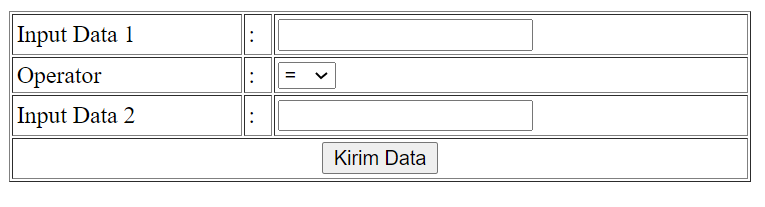 Input Data 1 :
Operator : =
Input Data 2 :
Kirim Data